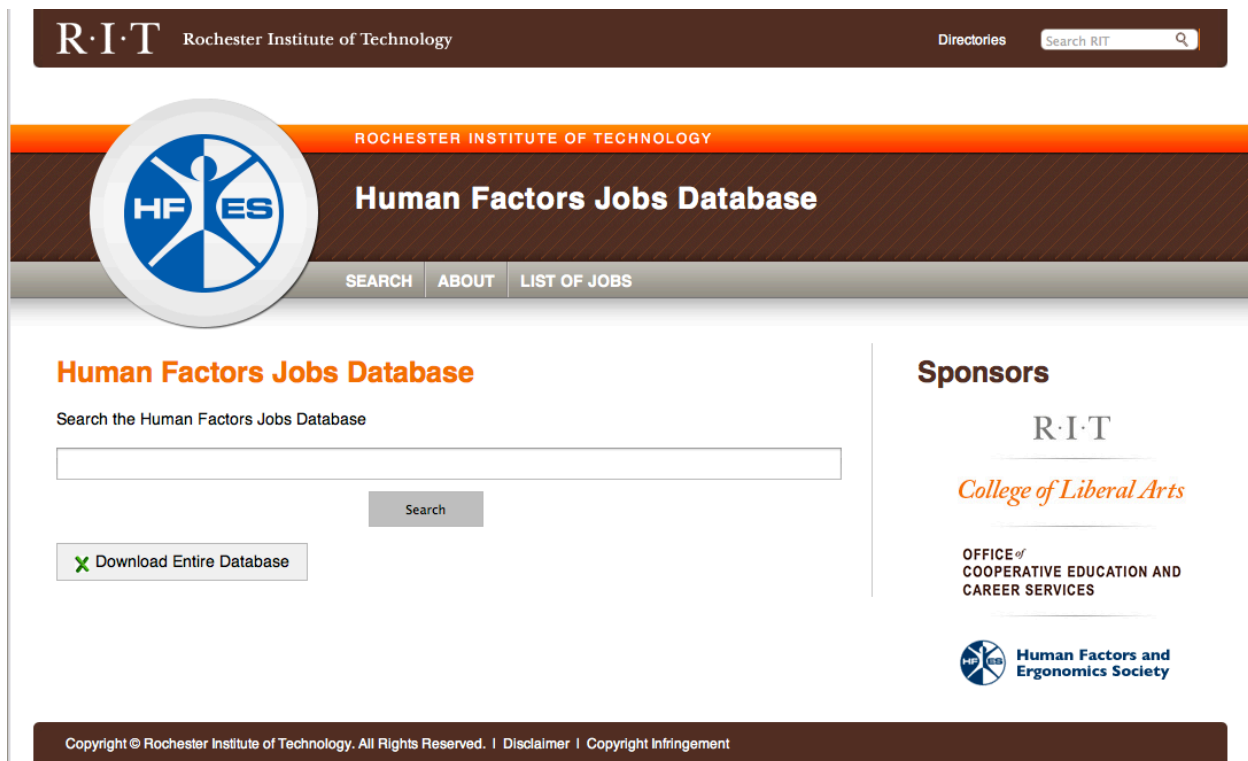 R·I·T Rochester Institute of Technology
Directories
Search RIT
ROCHESTER INSTITUTE OF TECHNOLOGY
HF ES
Human Factors Jobs Database
SEARCH ABOUT LIST OF JOBS
Human Factors Jobs Database
Search the Human Factors Jobs Database
Search
Download Entire Database
Sponsors
R·I·T
College of Liberal Arts
OFFICE of
COOPERATIVE EDUCATION AND
CAREER SERVICES
HF ES
Human Factors and
Ergonomics Society
Copyright © Rochester Institute of Technology. All Rights Reserved. | Disclaimer | Copyright Infringement